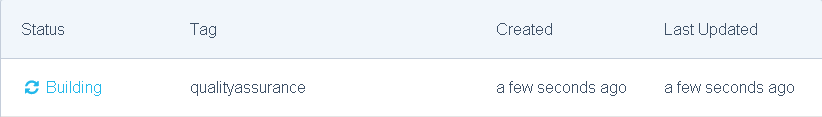 Status Tag Created Last Updated
Building qualityassurance a few seconds ago a few seconds ago